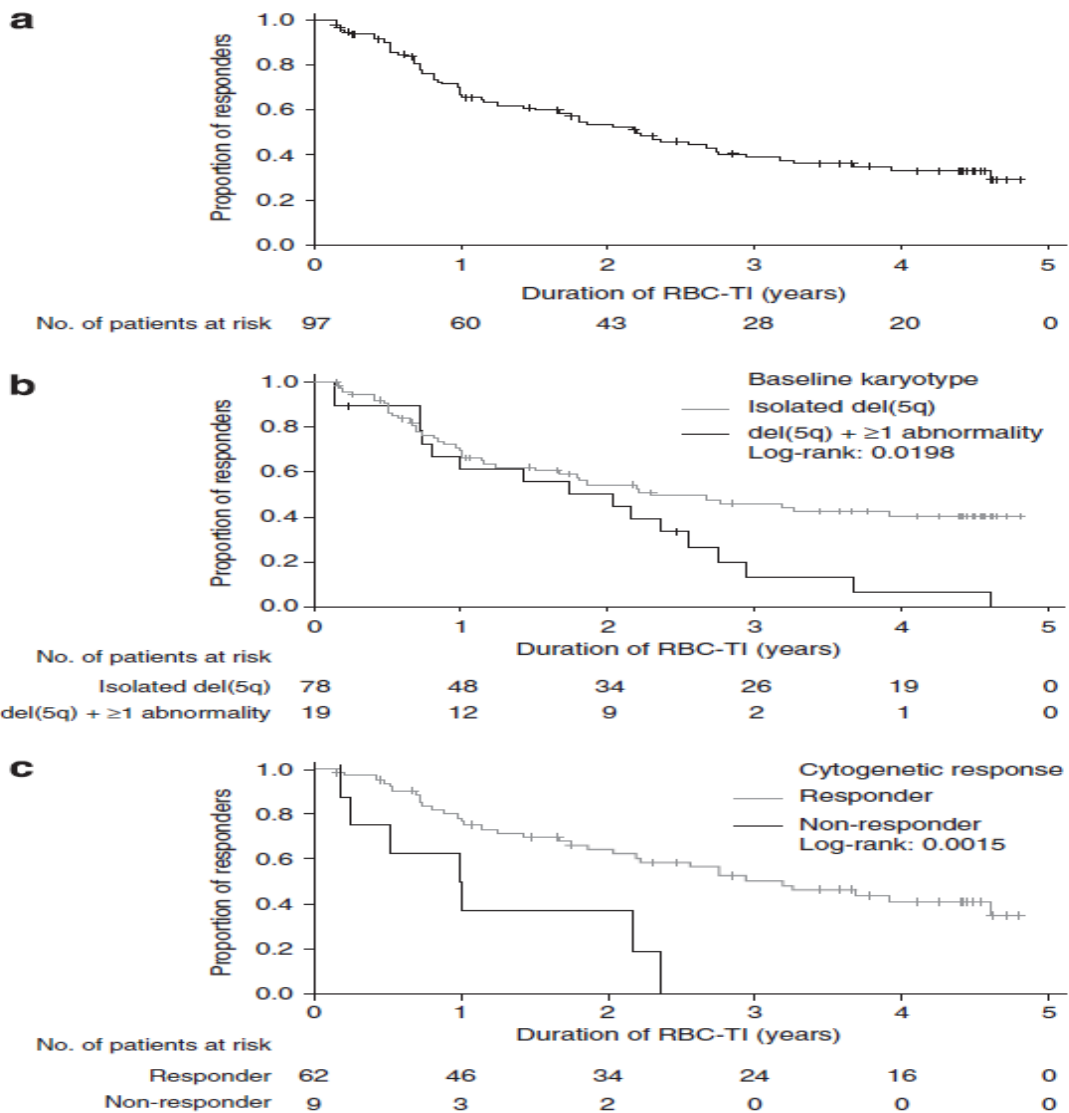 a
Proportion of responders
1.0
0.8
0.6
0.4
0.2
0.0
0 1 2 3 4 5
Duration of RBC-TI (years)
No. of patients at risk 97 60 43 28 20 0
b
Proportion of responders
1.0
0.8
0.6
0.4
0.2
0.0
Baseline karyotype
Isolated del(5q)
del(5q) + ≥1 abnormality
Log-rank: 0.0198
0 1 2 3 4 5
Duration of RBC-TI (years)
No. of patients at risk
Isolated del(5q) 78 48 34 26 19 0
del(5q) + ≥1 abnormality 19 12 9 2 1 0
c
Proportion of responders
1.0
0.8
0.6
0.4
0.2
0.0
Cytogenetic response
Responder
Non-responder
Log-rank: 0.0015
0 1 2 3 4 5
Duration of RBC-TI (years)
No. of patients at risk
Responder 62 46 34 24 16 0
Non-responder 9 3 2 0 0 0